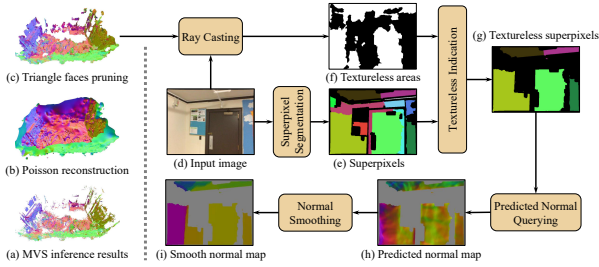 (c) Triangle faces pruning
(b) Poisson reconstruction
(a) MVS inference results
Ray Casting
(d) Input image
Superpixel
Segmentation
(f) Textureless areas
(e) Superpixels
Textureless Indication
(g) Textureless superpixels
Predicted Normal
Querying
(h) Predicted normal map
Normal
Smoothing
(i) Smooth normal map